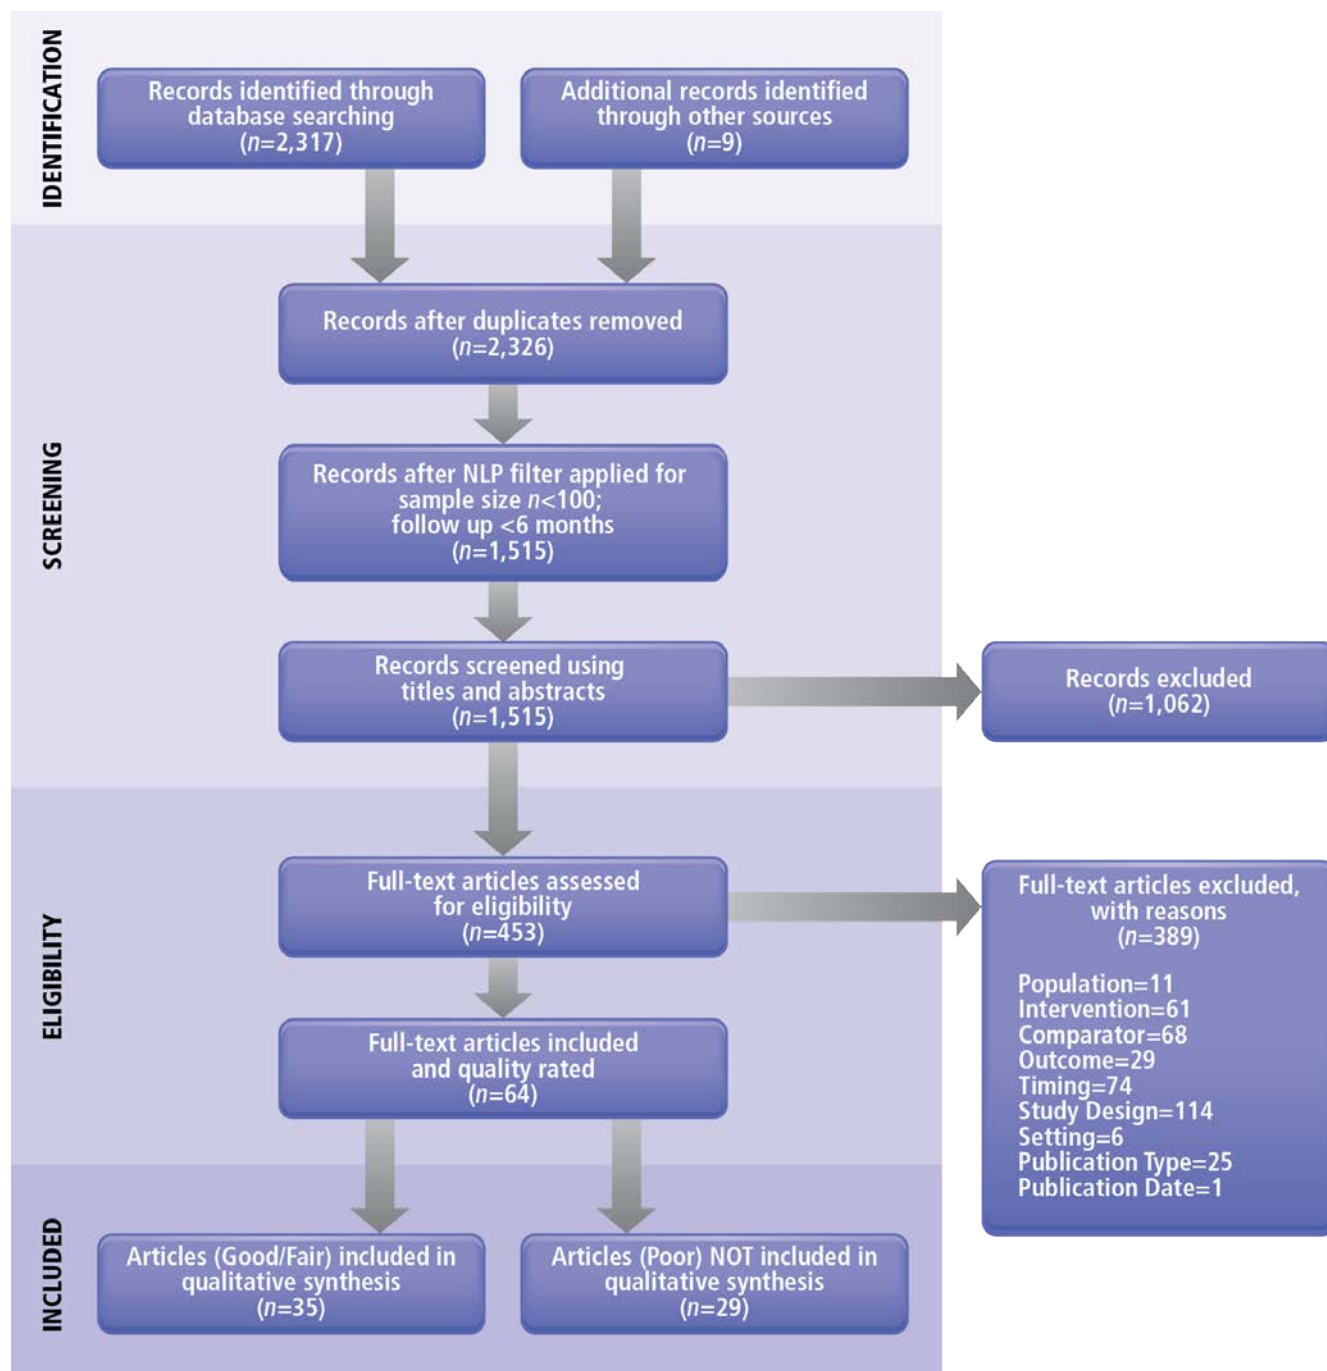 IDENTIFICATION
Records identified through
database searching
(n=2,317)
Additional records identified
through other sources
(n=9)
SCREENING
Records after duplicates removed
(n=2,326)
Records after NLP filter applied for
sample size n<100;
follow up <6 months
(n=1,515)
Records screened using
titles and abstracts
(n=1,515)
Records excluded
(n=1,062)
ELIGIBILITY
Full-text articles assessed
for eligibility
(n=453)
Full-text articles excluded,
with reasons
(n=389)
Population=11
Intervention=61
Comparator=68
Outcome=29
Timing=74
Study Design=114
Setting=6
Publication Type=25
Publication Date=1
Full-text articles included
and quality rated
(n=64)
INCLUDED
Articles (Good/Fair) included in
qualitative synthesis
(n=35)
Articles (Poor) NOT included in
qualitative synthesis
(n=29)